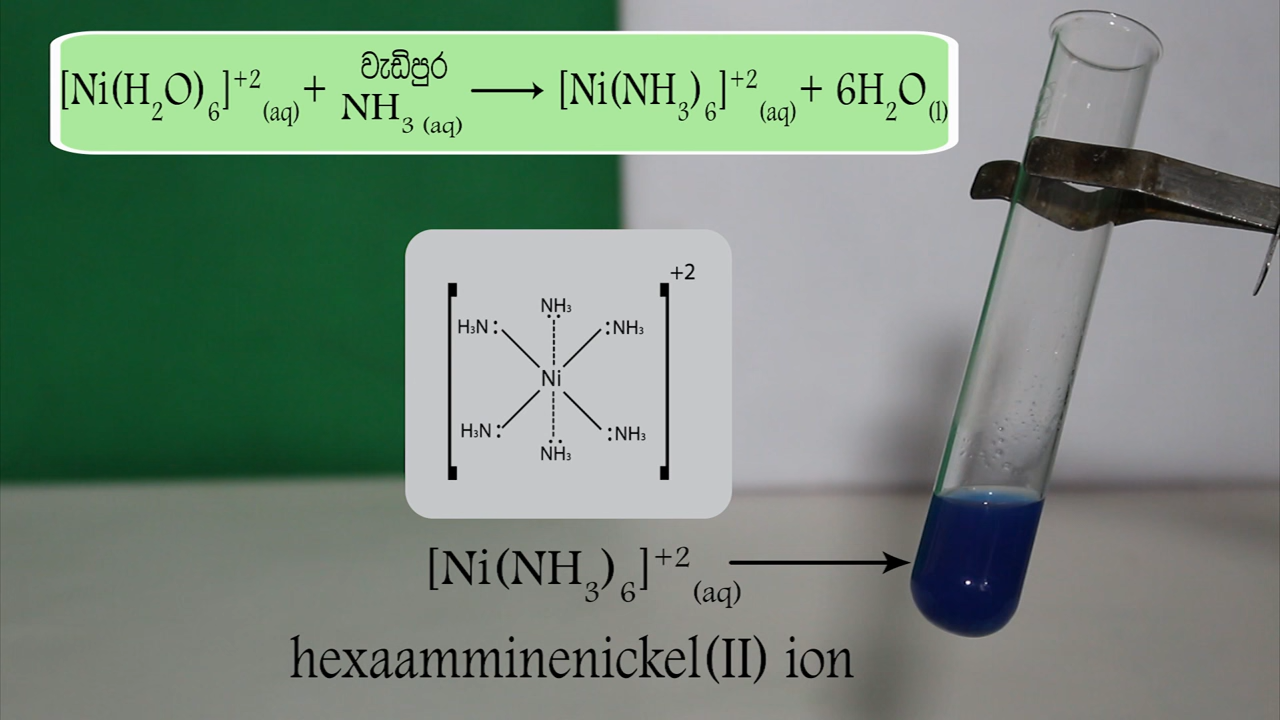 [Ni(H₂O)₆]⁺²(aq) + වැඩිපුර NH₃ (aq) ⟶ [Ni(NH₃)₆]⁺²(aq) + 6H₂O(l)
+2
NH₃
H₃N : :NH₃
Ni
H₃N : :NH₃
NH₃
[Ni(NH₃)₆]⁺²(aq) ⟶
hexaamminenickel(II) ion